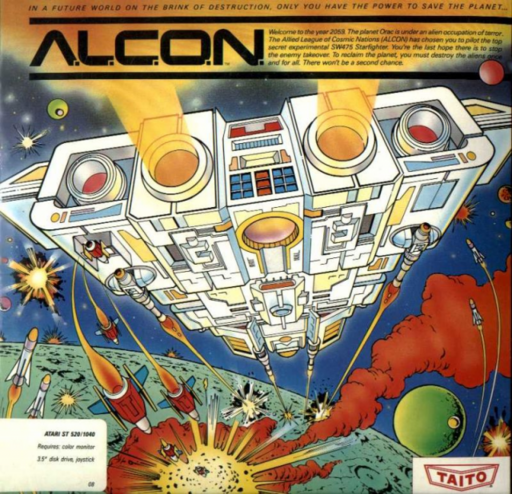 IN A FUTURE WORLD ON THE BRINK OF DESTRUCTION, ONLY YOU HAVE THE POWER TO SAVE THE PLANET...
A.L.C.O.N.
Welcome to the year 2059. The planet Orac is under an alien occupation of terror.
The Allied League of Cosmic Nations (ALCON) has chosen you to pilot the top
secret experimental SW475 Starfighter. You're the last hope there is to stop
the enemy takeover. To reclaim the planet, you must destroy the aliens once
and for all. There won't be a second chance.
ATARI ST 520/1040
Requires: color monitor
3.5" disk drive, joystick
08
TAITO